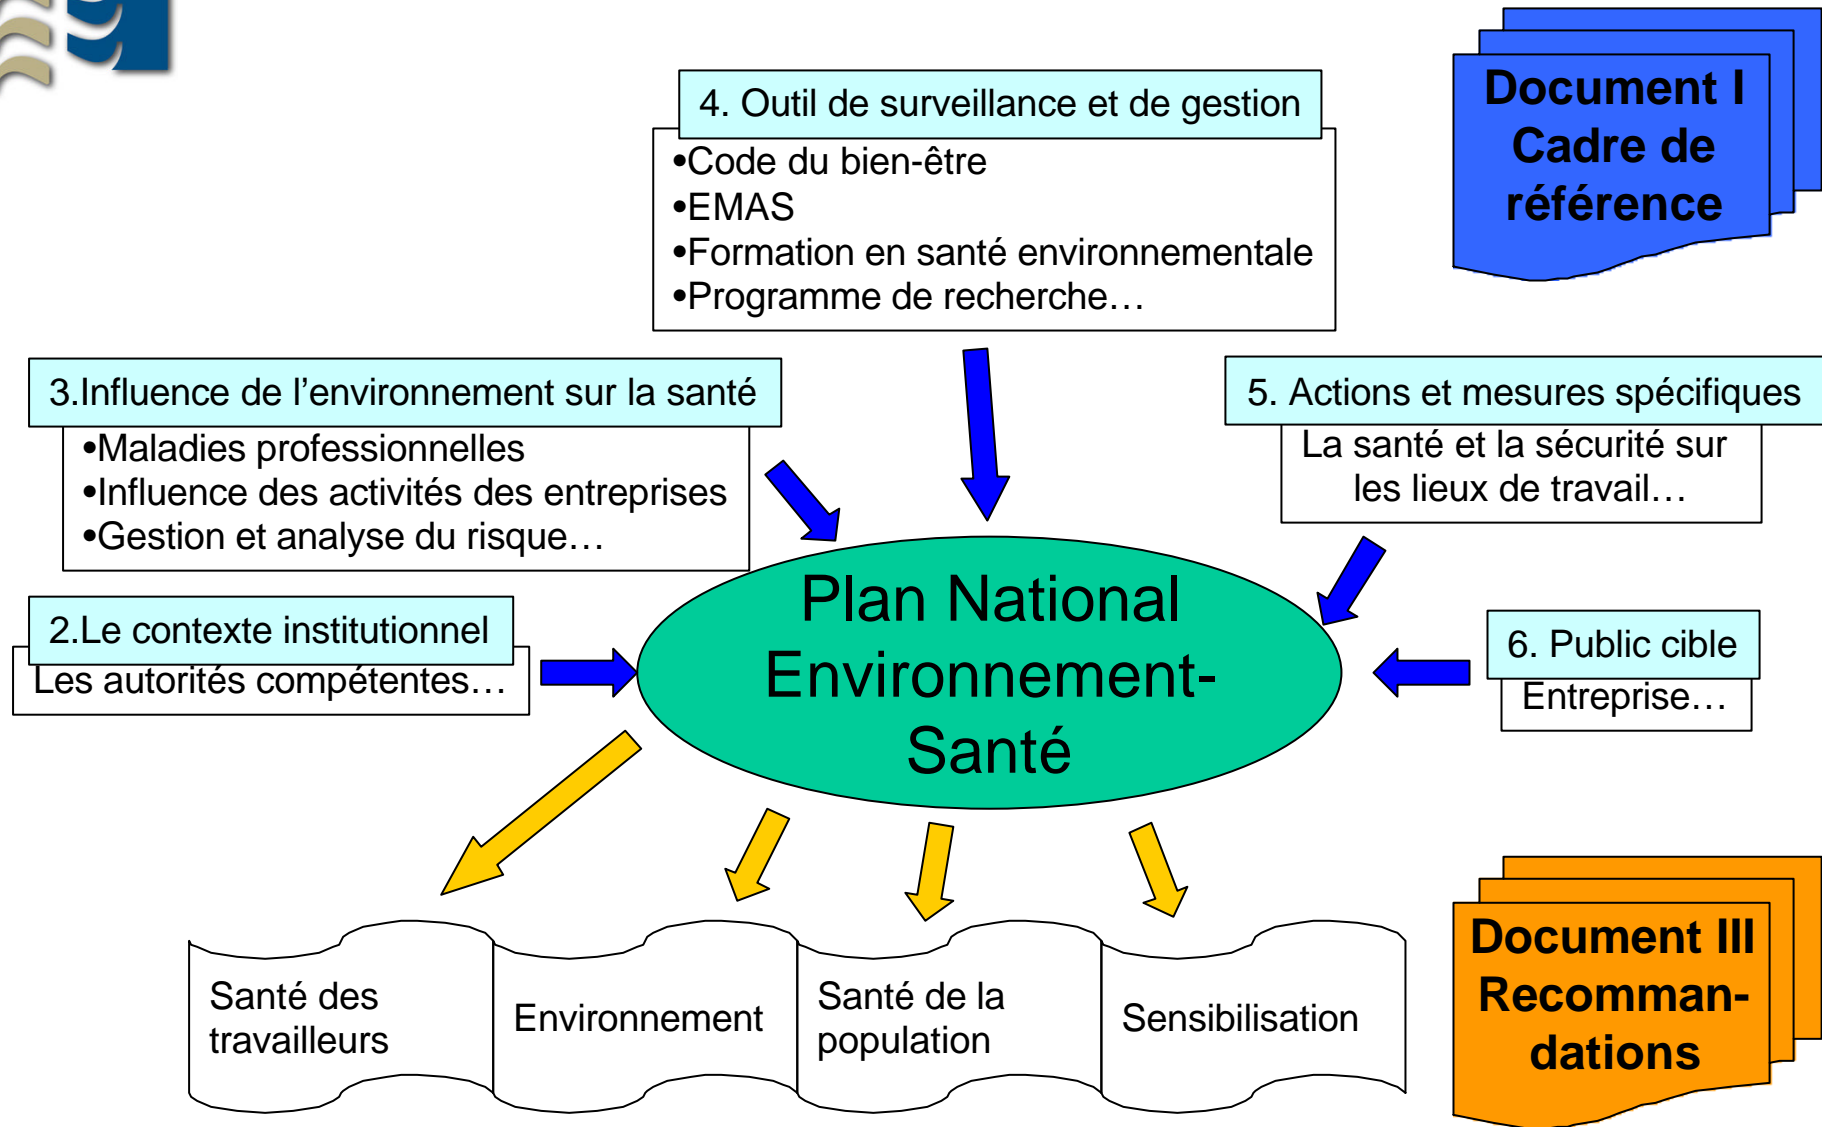 4. Outil de surveillance et de gestion
•Code du bien-être
•EMAS
•Formation en santé environnementale
•Programme de recherche…
Document I
Cadre de
référence
3.Influence de l’environnement sur la santé
•Maladies professionnelles
•Influence des activités des entreprises
•Gestion et analyse du risque…
5. Actions et mesures spécifiques
La santé et la sécurité sur
les lieux de travail…
2.Le contexte institutionnel
Les autorités compétentes…
Plan National
Environnement-
Santé
6. Public cible
Entreprise…
Santé des
travailleurs
Environnement
Santé de la
population
Sensibilisation
Document III
Recomman-
dations